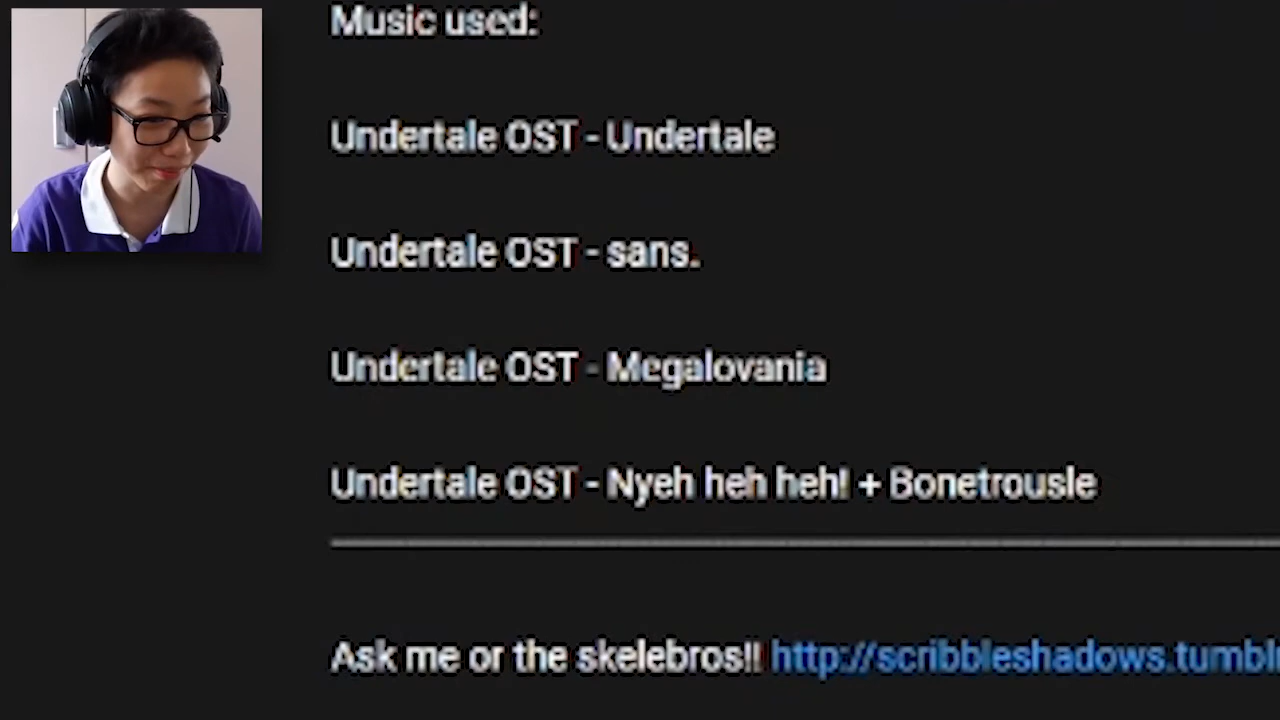 Music used:
Undertale OST - Undertale
Undertale OST - sans.
Undertale OST - Megalovania
Undertale OST - Nyeh heh heh! + Bonetrousle
Ask me or the skelebros!! http://scribbleshadows.tumbl